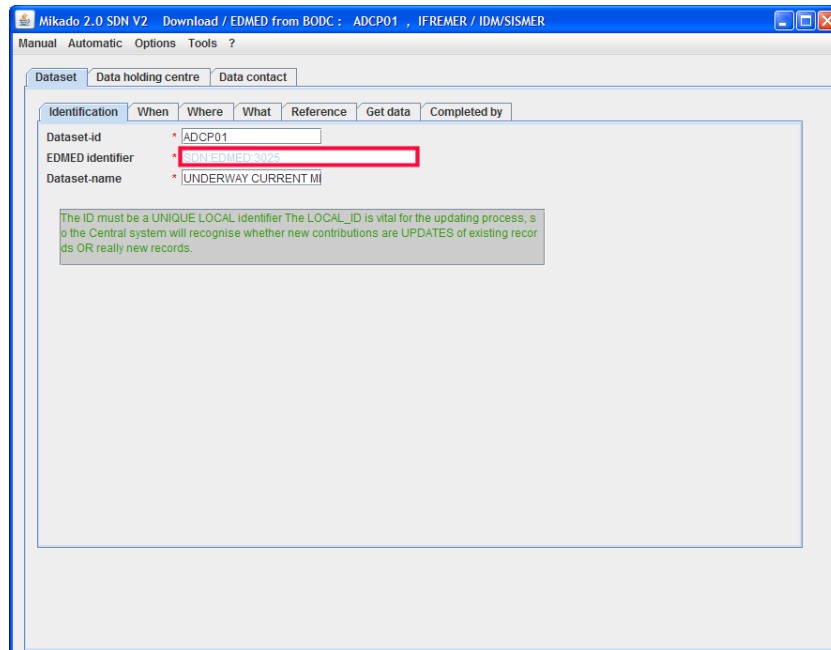 Mikado 2.0 SDN V2 Download / EDMED from BODC : ADCP01 , IFREMER / IDM/SISMER
Manual Automatic Options Tools ?
Dataset Data holding centre Data contact
Identification When Where What Reference Get data Completed by
Dataset-id * ADCP01
EDMED identifier * SDN:EDMED:3025
Dataset-name * UNDERWAY CURRENT MI
The ID must be a UNIQUE LOCAL identifier The LOCAL_ID is vital for the updating process, s
o the Central system will recognise whether new contributions are UPDATES of existing recor
ds OR really new records.